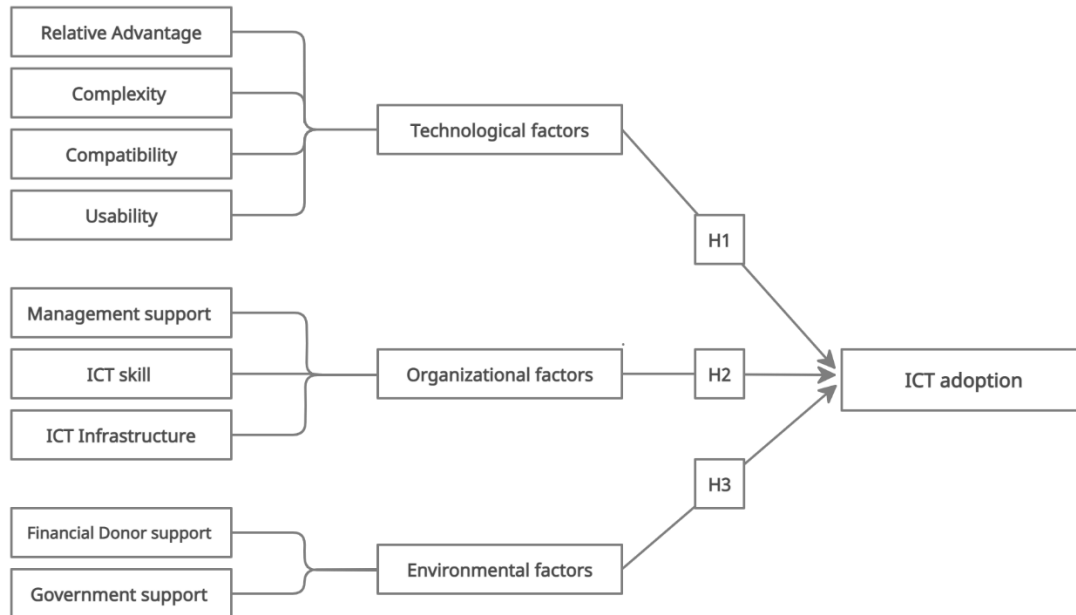 Relative Advantage
Complexity
Compatibility
Usability
Technological factors
H1
Management support
ICT skill
ICT Infrastructure
Organizational factors
H2
ICT adoption
H3
Financial Donor support
Government support
Environmental factors